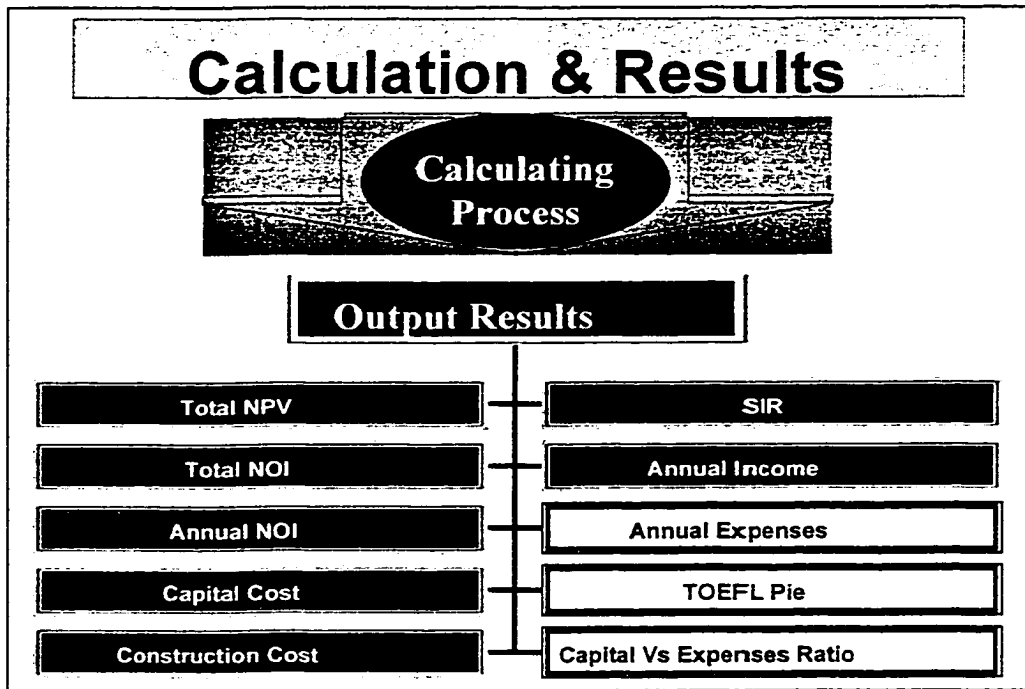 Calculation & Results
Calculating
Process
Output Results
Total NPV
SIR
Total NOI
Annual Income
Annual NOI
Annual Expenses
Capital Cost
TOEFL Pie
Construction Cost
Capital Vs Expenses Ratio